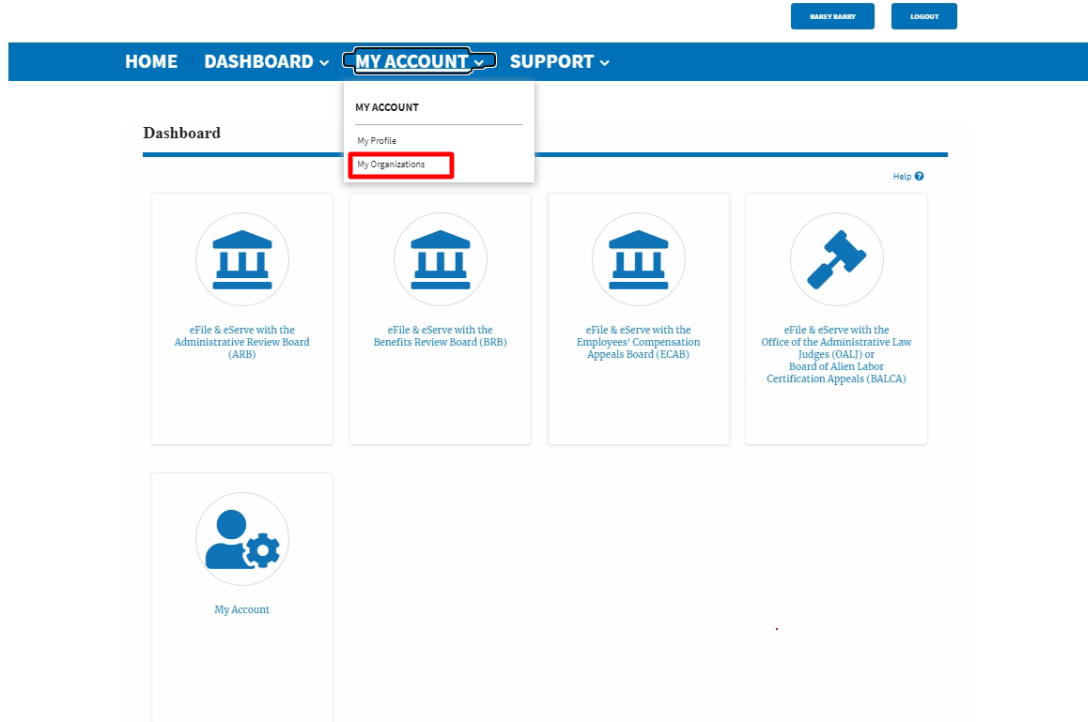 BAREY BARRY LOGOUT
HOME DASHBOARD MY ACCOUNT SUPPORT
MY ACCOUNT
My Profile
My Organizations
Dashboard
Help
eFile & eServe with the
Administrative Review Board
(ARB)
eFile & eServe with the
Benefits Review Board (BRB)
eFile & eServe with the
Employees' Compensation
Appeals Board (ECAB)
eFile & eServe with the
Office of the Administrative Law
Judges (OALJ) or
Board of Alien Labor
Certification Appeals (BALCA)
My Account